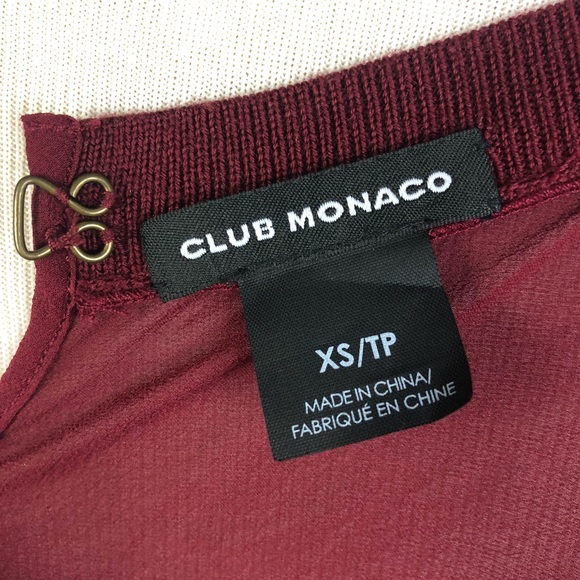 CLUB MONACO
XS/TP
MADE IN CHINA/
FABRIQUÉ EN CHINE